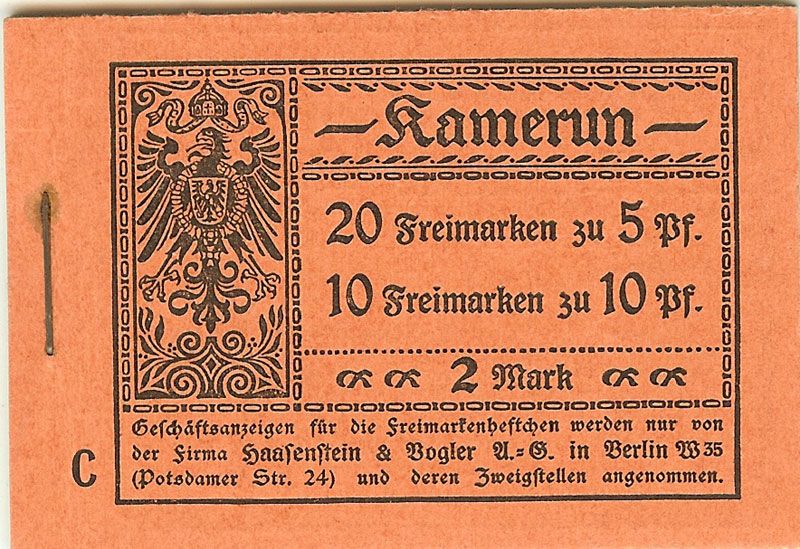 Kamerun
20 Freimarken zu 5 Pf.
10 Freimarken zu 10 Pf.
2 Mark
Geschäftsanzeigen für die Freimarkenheftchen werden nur von
der Firma Haasenstein & Vogler A.=G. in Berlin W 35
(Potsdamer Str. 24) und deren Zweigstellen angenommen.
C